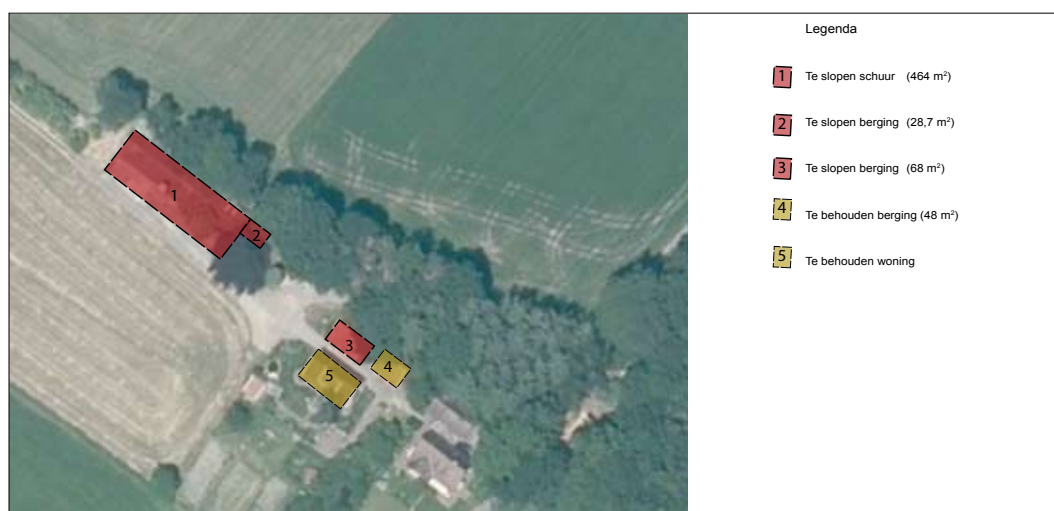 Legenda
1 Te slopen schuur (464 m²)
2 Te slopen berging (28,7 m²)
3 Te slopen berging (68 m²)
4 Te behouden berging (48 m²)
5 Te behouden woning
1
2
3
4
5